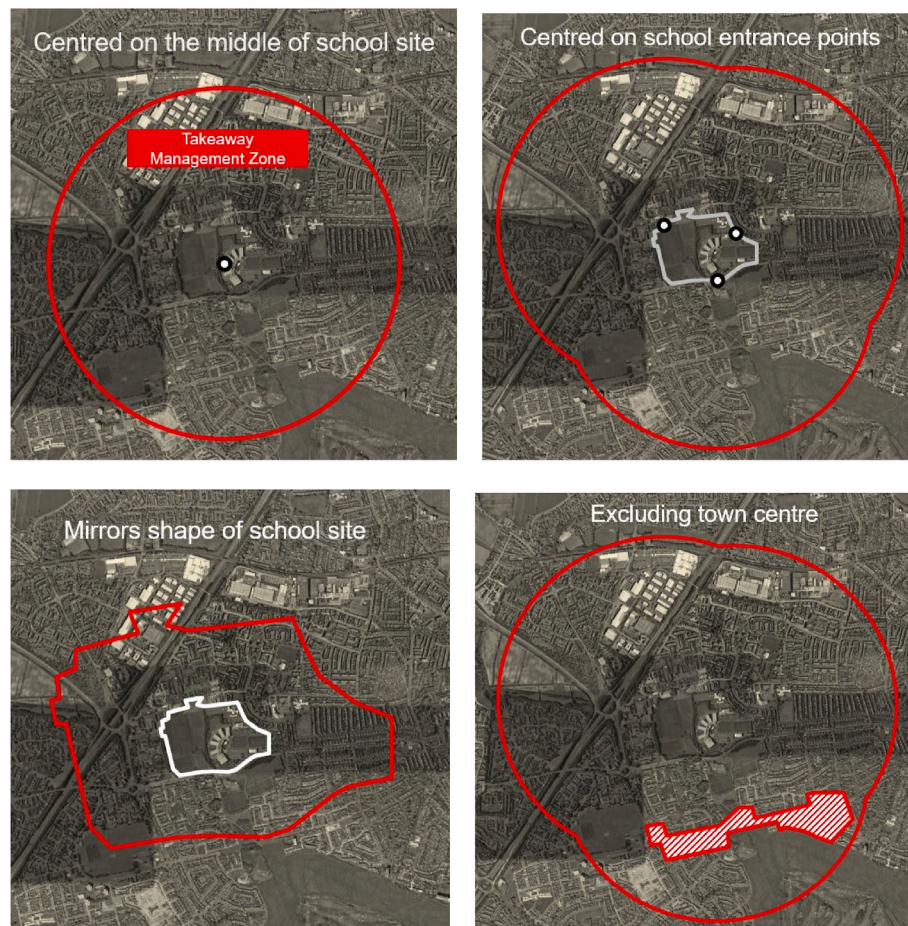 Centred on the middle of school site
Takeaway
Management Zone
Centred on school entrance points
Mirrors shape of school site
Excluding town centre